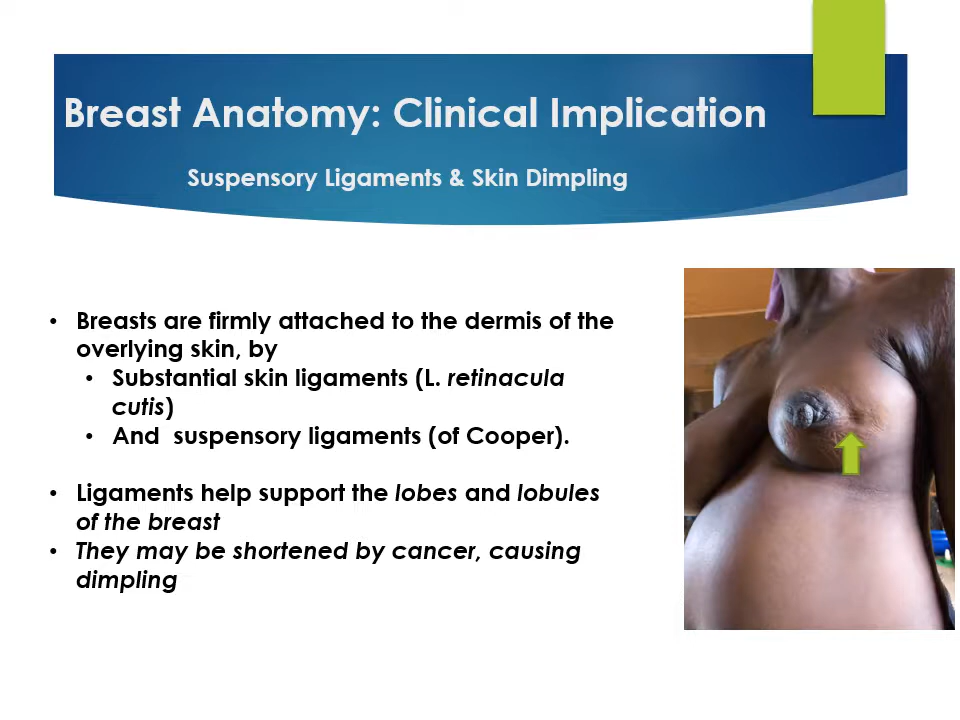 Breast Anatomy: Clinical Implication
Suspensory Ligaments & Skin Dimpling
• Breasts are firmly attached to the dermis of the
overlying skin, by
• Substantial skin ligaments (L. retinacula
cutis)
• And  suspensory ligaments (of Cooper).
• Ligaments help support the lobes and lobules
of the breast
• They may be shortened by cancer, causing
dimpling